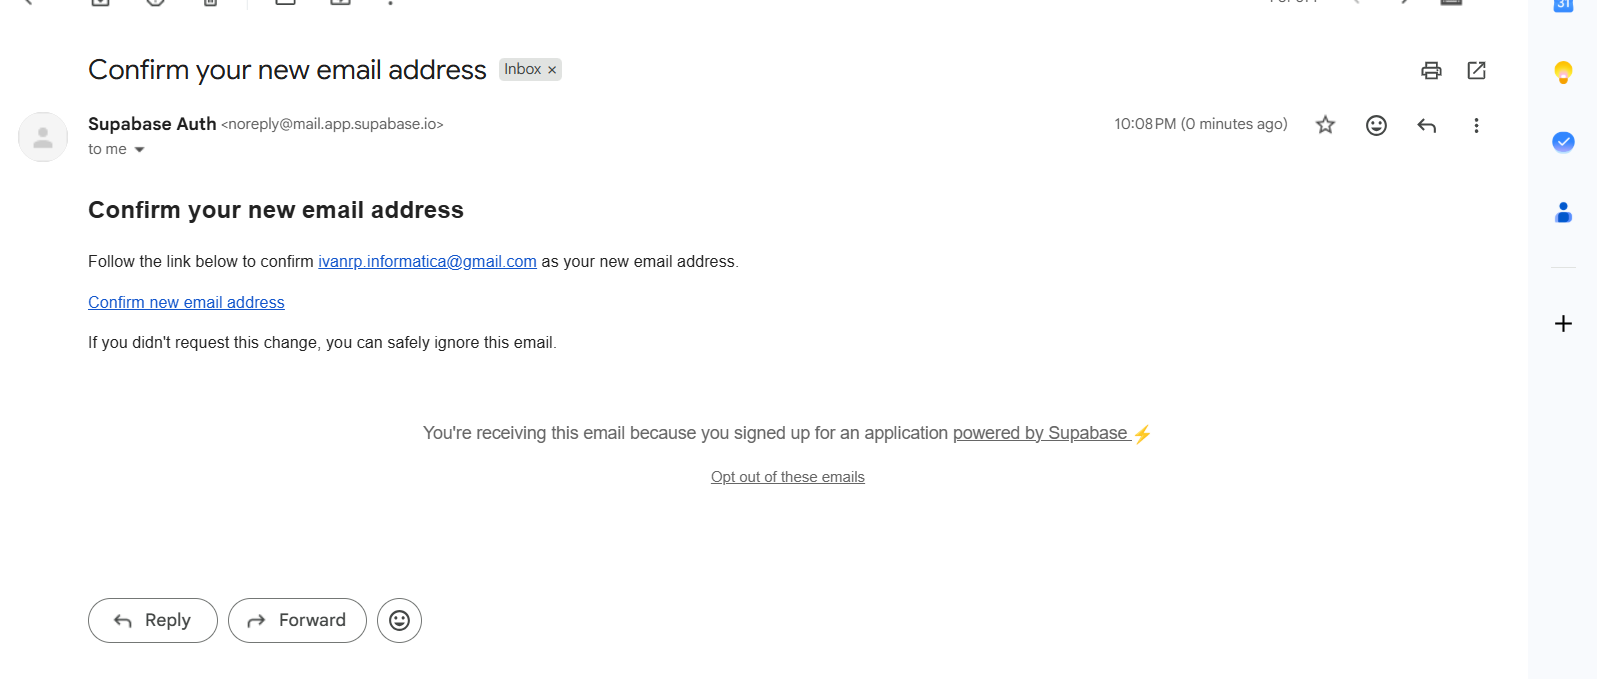 Confirm your new email address Inbox ×
Supabase Auth <noreply@mail.app.supabase.io> 10:08 PM (0 minutes ago)
to me
Confirm your new email address
Follow the link below to confirm ivanrp.informatica@gmail.com as your new email address.
Confirm new email address
If you didn't request this change, you can safely ignore this email.
You're receiving this email because you signed up for an application powered by Supabase ⚡
Opt out of these emails
Reply Forward
31